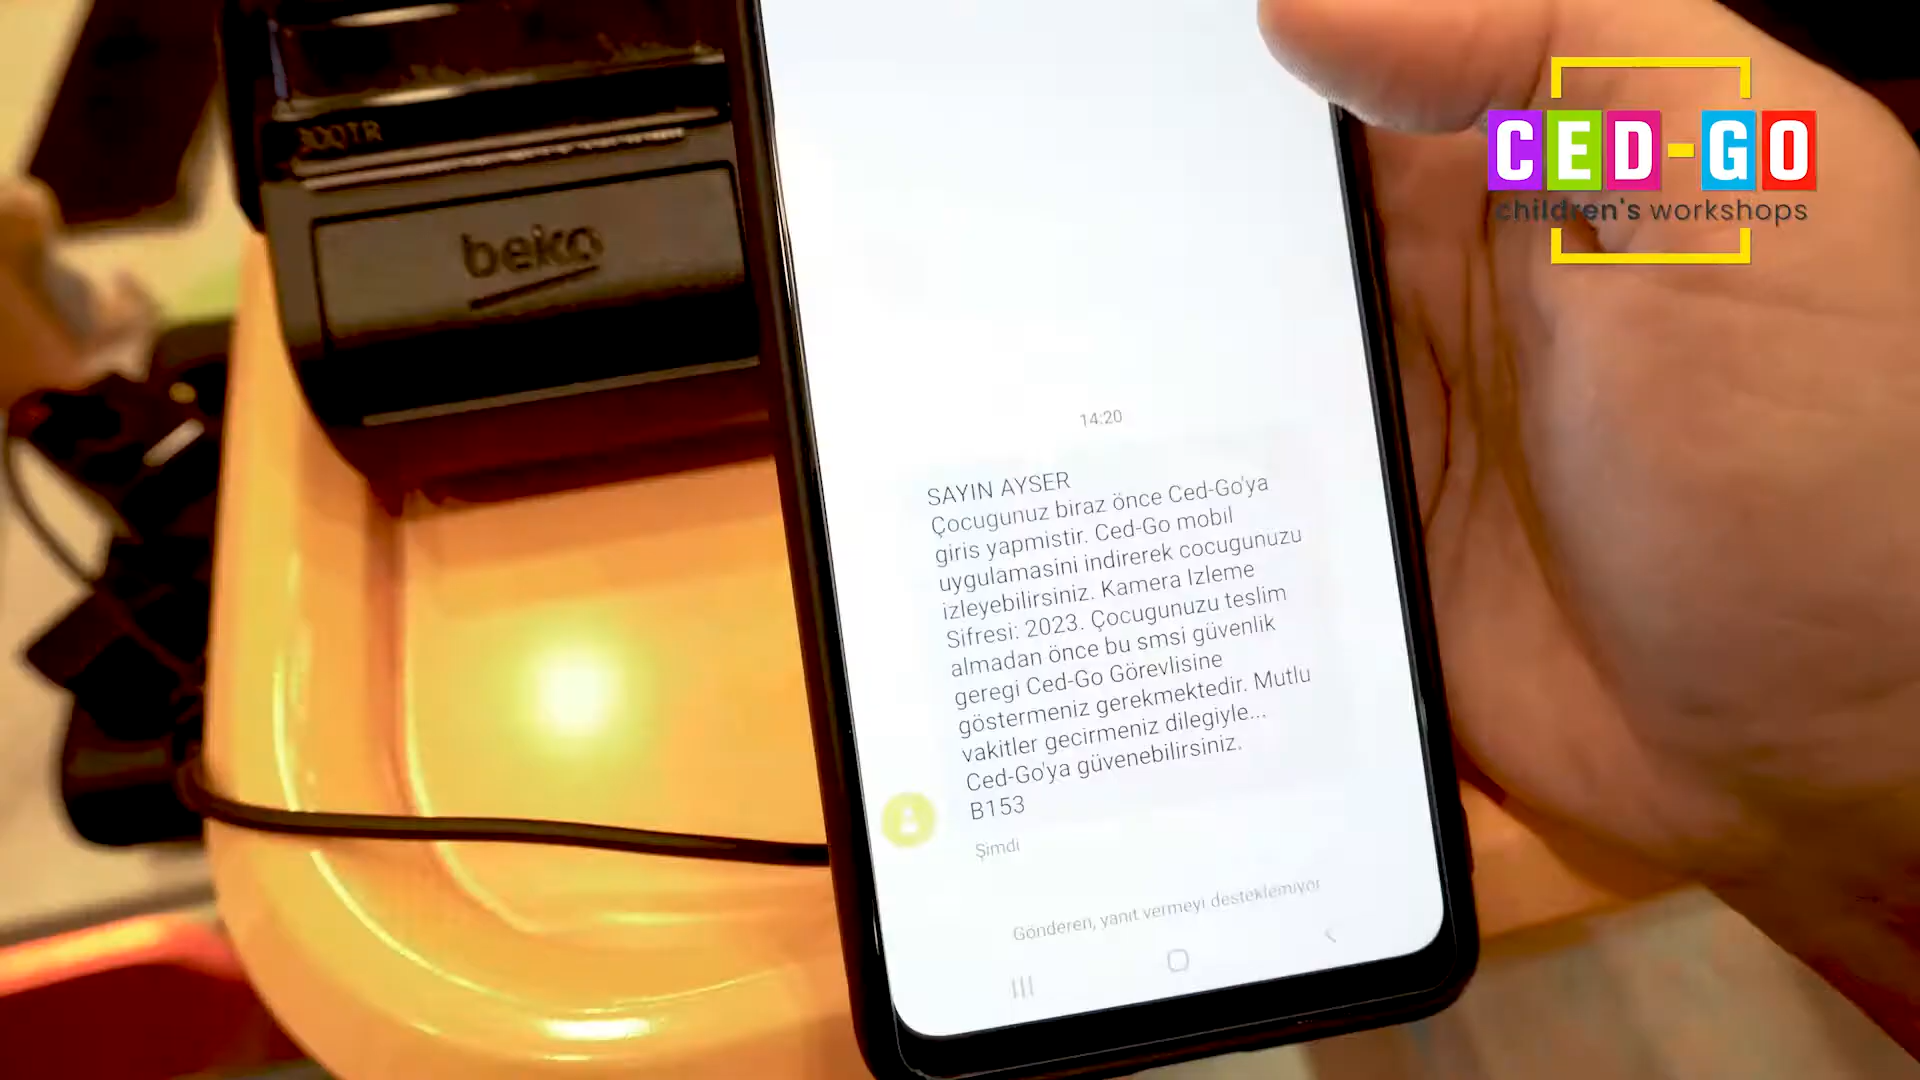 300TR
beko
CED-GO
children's workshops
14:20
SAYIN AYSER
Çocugunuz biraz önce Ced-Go'ya
giris yapmistir. Ced-Go mobil
uygulamasini indirerek cocugunuzu
izleyebilirsiniz. Kamera Izleme
Sifresi: 2023. Çocugunuzu teslim
almadan önce bu smsi güvenlik
geregi Ced-Go Görevlisine
göstermeniz gerekmektedir. Mutlu
vakitler gecirmeniz dilegiyle...
Ced-Go'ya güvenebilirsiniz.
B153
Şimdi
Gönderen, yanıt vermeyi desteklemiyor